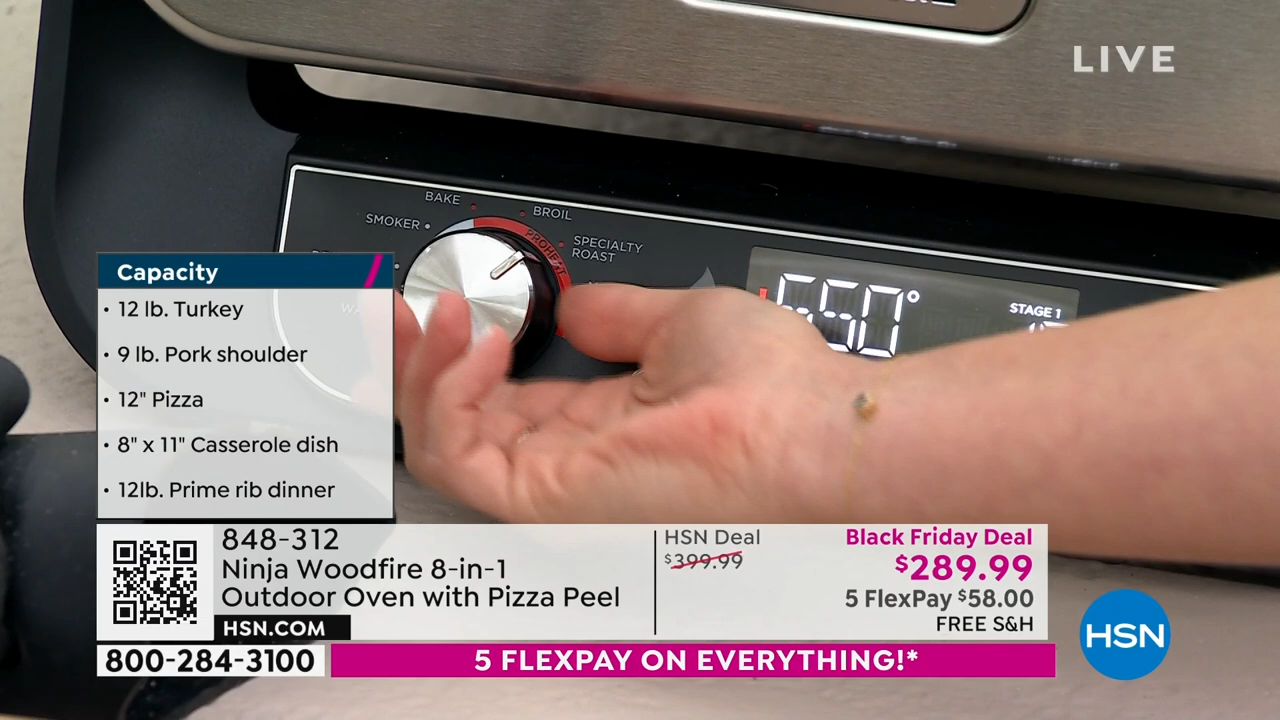 LIVE
BAKE
BROIL
SMOKER
SPECIALTY
ROAST
PREHEAT
STAGE 1
Capacity
• 12 lb. Turkey
• 9 lb. Pork shoulder
• 12" Pizza
• 8" x 11" Casserole dish
• 12lb. Prime rib dinner
848-312
Ninja Woodfire 8-in-1
Outdoor Oven with Pizza Peel
HSN.COM
HSN Deal
$399.99
Black Friday Deal
$289.99
5 FlexPay $58.00
FREE S&H
HSN
800-284-3100
5 FLEXPAY ON EVERYTHING!*